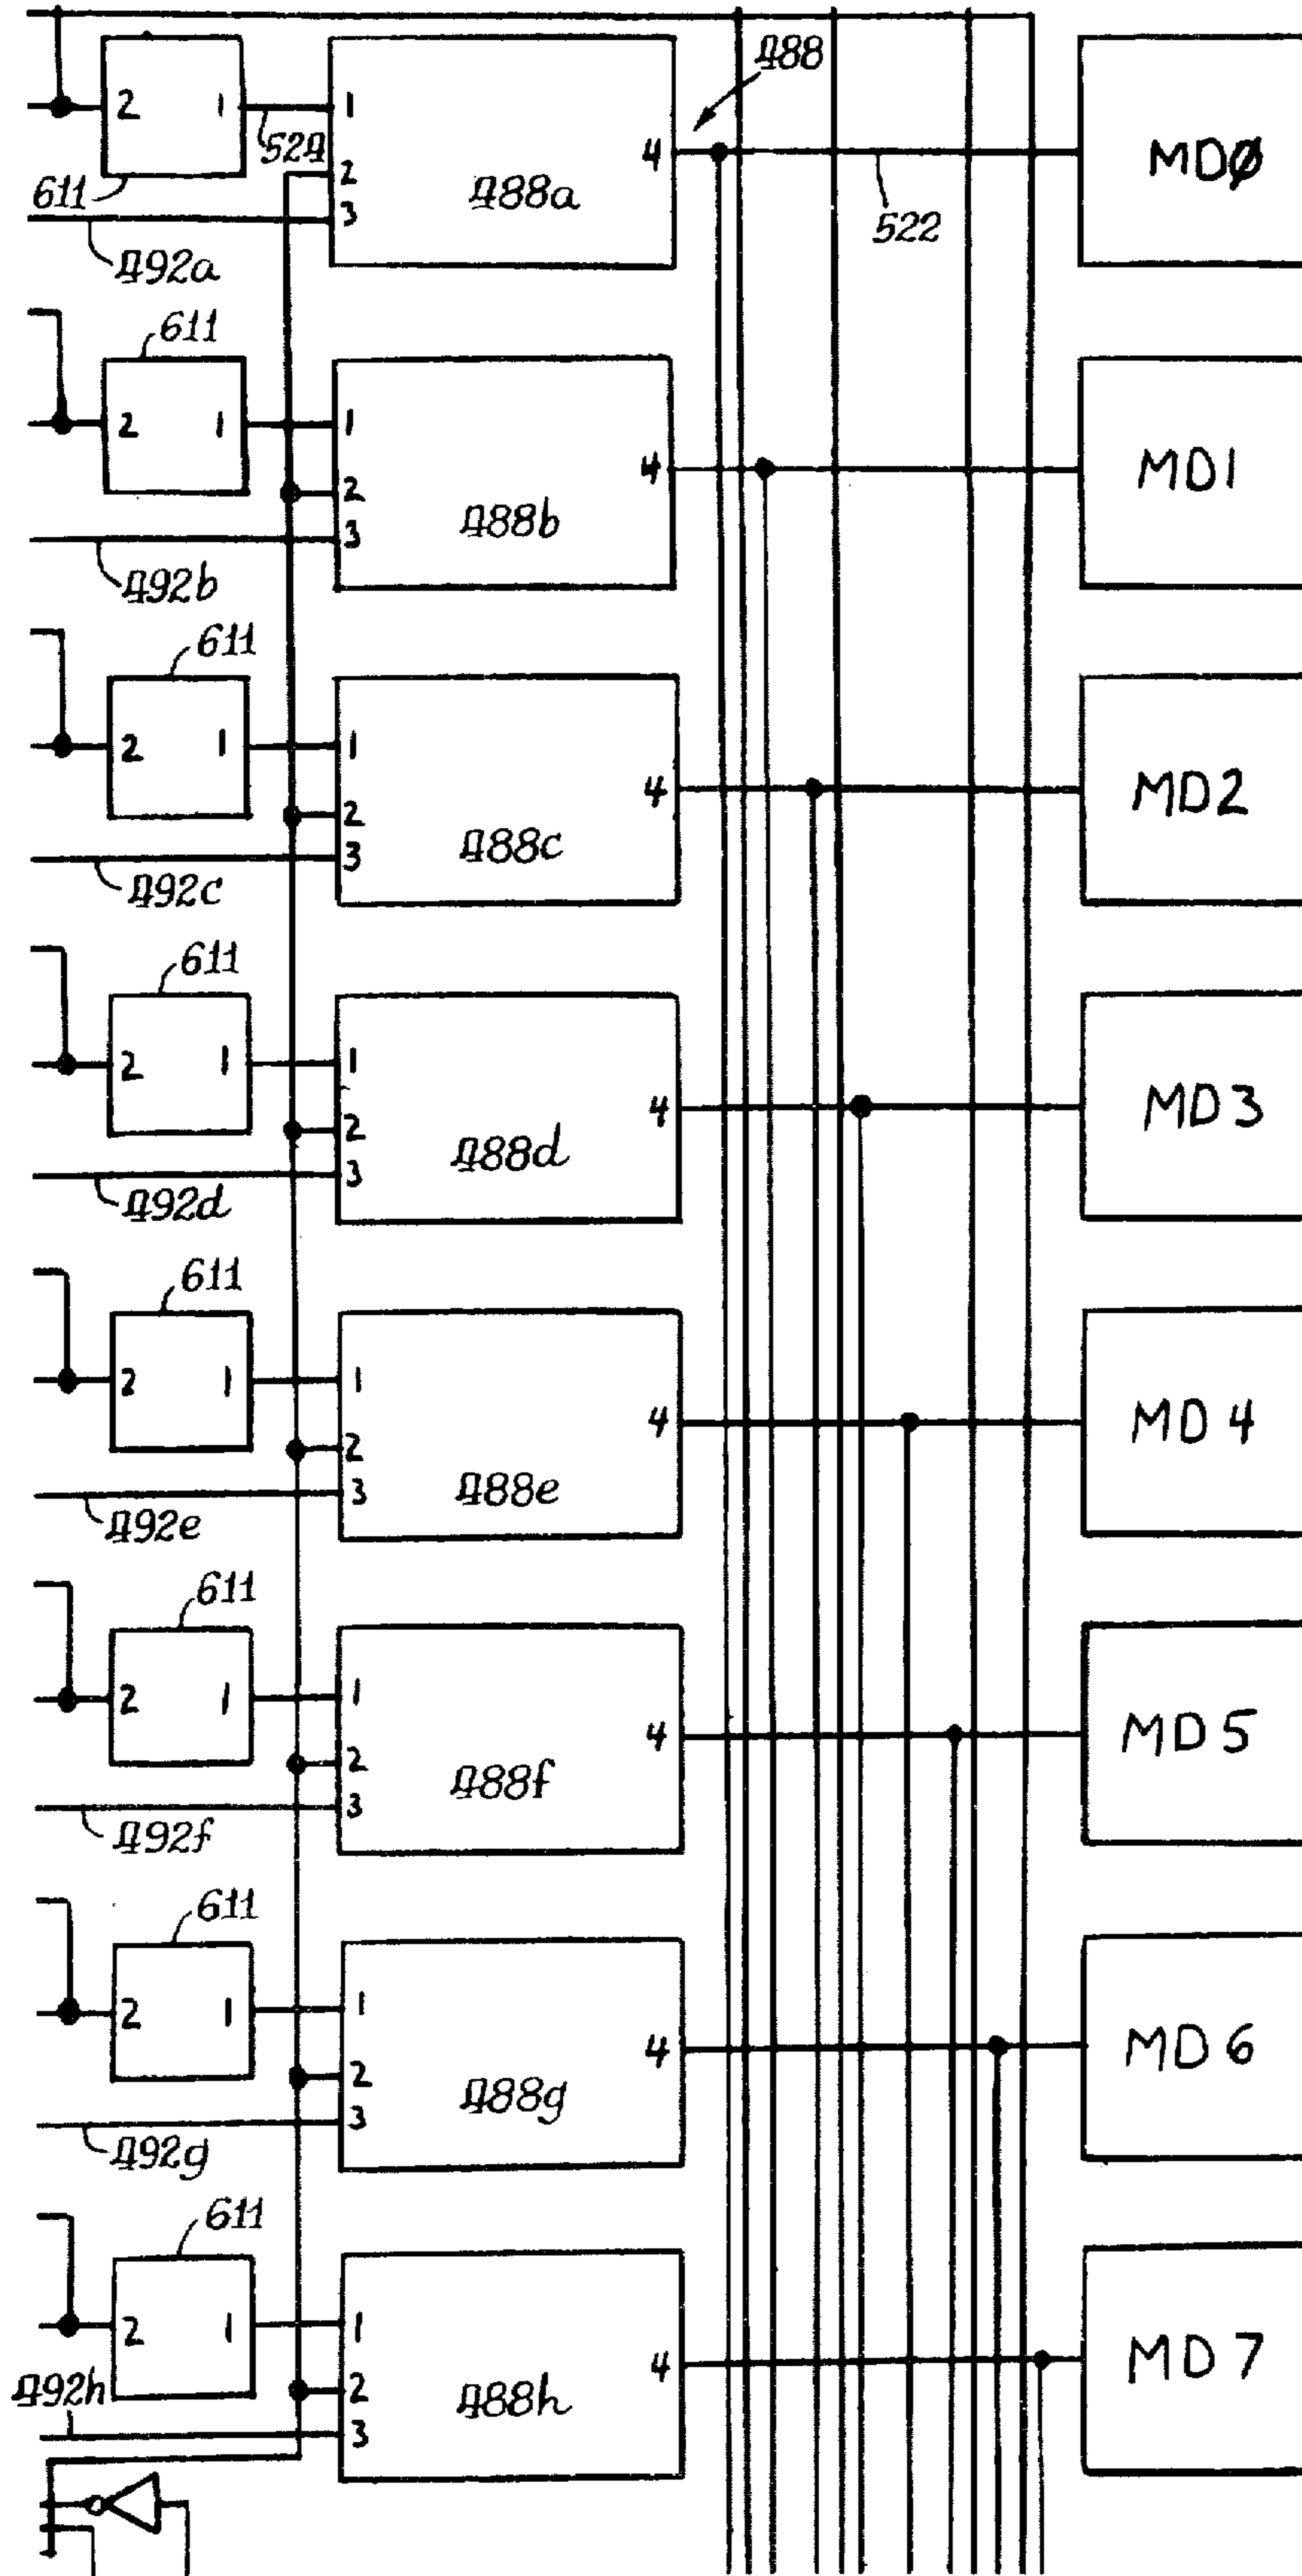 488
2 1 1 4 MDØ
524
2
488a
611 3 522
492a
611
2 1 1 4 MD1
2
488b
3
492b
611
2 1 1 4 MD2
2
488c
3
492c
611
2 1 1 4 MD3
2
488d
3
492d
611
2 1 1 4 MD4
2
488e
3
492e
611
2 1 1 4 MD5
2
488f
3
492f
611
2 1 1 4 MD6
2
488g
3
492g
611
2 1 1 4 MD7
492h 2
488h
3